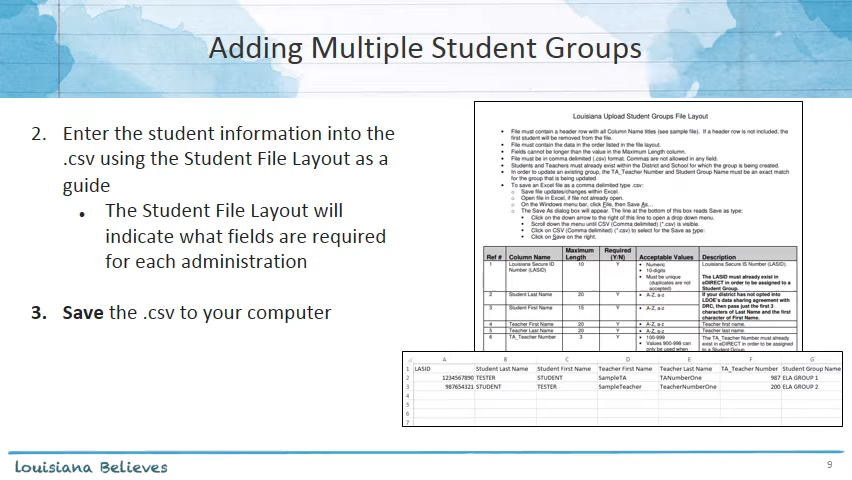 Adding Multiple Student Groups
2. Enter the student information into the
.csv using the Student File Layout as a
guide
• The Student File Layout will
indicate what fields are required
for each administration
3. Save the .csv to your computer
Louisiana Upload Student Groups File Layout
• File must contain a header row with all Column Name titles (see sample file). If a header row is not included, the
first student will be removed from the file.
• File must contain the data in the order listed in the file layout.
• Fields cannot be longer than the value in the Maximum Length column.
• File must be in comma delimited (.csv) format. Commas are not allowed in any field.
• Students and Teachers must already exist within the District and School for which the group is being created.
• In order to update an existing group, the TA_Teacher Number and Student Group Name must be an exact match
for the group that is being updated.
• To save an Excel file as a comma delimited type .csv:
o Save file updates/changes within Excel.
o Open file in Excel, if file not already open.
o On the Windows menu bar, click File, then Save As…
o The Save As dialog box will appear. The line at the bottom of this box reads Save as type:
• Click on the down arrow to the right of this line to open a drop down menu.
• Scroll down the menu until CSV (Comma delimited) (*.csv) is visible.
• Click on CSV (Comma delimited) (*.csv) to select for the Save as type:
• Click on Save on the right.
Ref # Column Name Maximum Length Required (Y/N) Acceptable Values Description
1 Louisiana Secure ID Number (LASID) 10 Y • Numeric • 10-digits • Must be unique (duplicates are not accepted) Louisiana Secure IS Number (LASID). The LASID must already exist in eDIRECT in order to be assigned to a Student Group.
2 Student Last Name 20 Y • A-Z, a-z If your district has not opted into LDOE's data sharing agreement with DRC, then pass just the first 3 characters of Last Name and the first character of First Name.
3 Student First Name 15 Y • A-Z, a-z
4 Teacher First Name 20 Y • A-Z, a-z Teacher first name.
5 Teacher Last Name 20 Y • A-Z, a-z Teacher last name.
6 TA_Teacher Number 3 Y • 100-999 • Values 900-999 can only be used when The TA_Teacher Number must already exist in eDIRECT in order to be assigned to a Student Group.
A B C D E F G
1 LASID Student Last Name Student First Name Teacher First Name Teacher Last Name TA_Teacher Number Student Group Name
2 1234567890 TESTER STUDENT SampleTA TANumberOne 987 ELA GROUP 1
3 987654321 STUDENT TESTER SampleTeacher TeacherNumberOne 200 ELA GROUP 2
4
5
6
7
Louisiana Believes
9